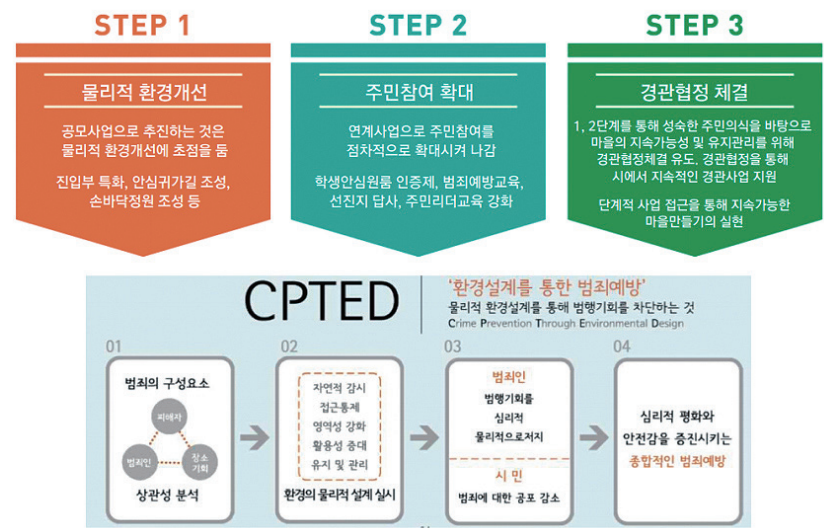 STEP 1
물리적 환경개선
공모사업으로 추진하는 것은
물리적 환경개선에 초점을 둠
진입부 특화, 안심귀가길 조성,
손바닥정원 조성 등
STEP 2
주민참여 확대
연계사업으로 주민참여를
점차적으로 확대시켜 나감
학생안심원룸 인증제, 범죄예방교육,
선진지 답사, 주민리더교육 강화
STEP 3
경관협정 체결
1, 2단계를 통해 성숙한 주민의식을 바탕으로
마을의 지속가능성 및 유지관리를 위해
경관협정체결 유도, 경관협정을 통해
시에서 지속적인 경관사업 지원
단계적 사업 접근을 통해 지속가능한
마을만들기의 실현
CPTED
'환경설계를 통한 범죄예방'
물리적 환경설계를 통해 범행기회를 차단하는 것
Crime Prevention Through Environmental Design
01
범죄의 구성요소
피해자
범죄인
장소
기회
상관성 분석
02
자연적 감시
접근통제
영역성 강화
활용성 증대
유지 및 관리
환경의 물리적 설계 실시
03
범죄인
범행기회를
심리적
물리적으로저지
시 민
범죄에 대한 공포 감소
04
심리적 평화와
안전감을 증진시키는
종합적인 범죄예방